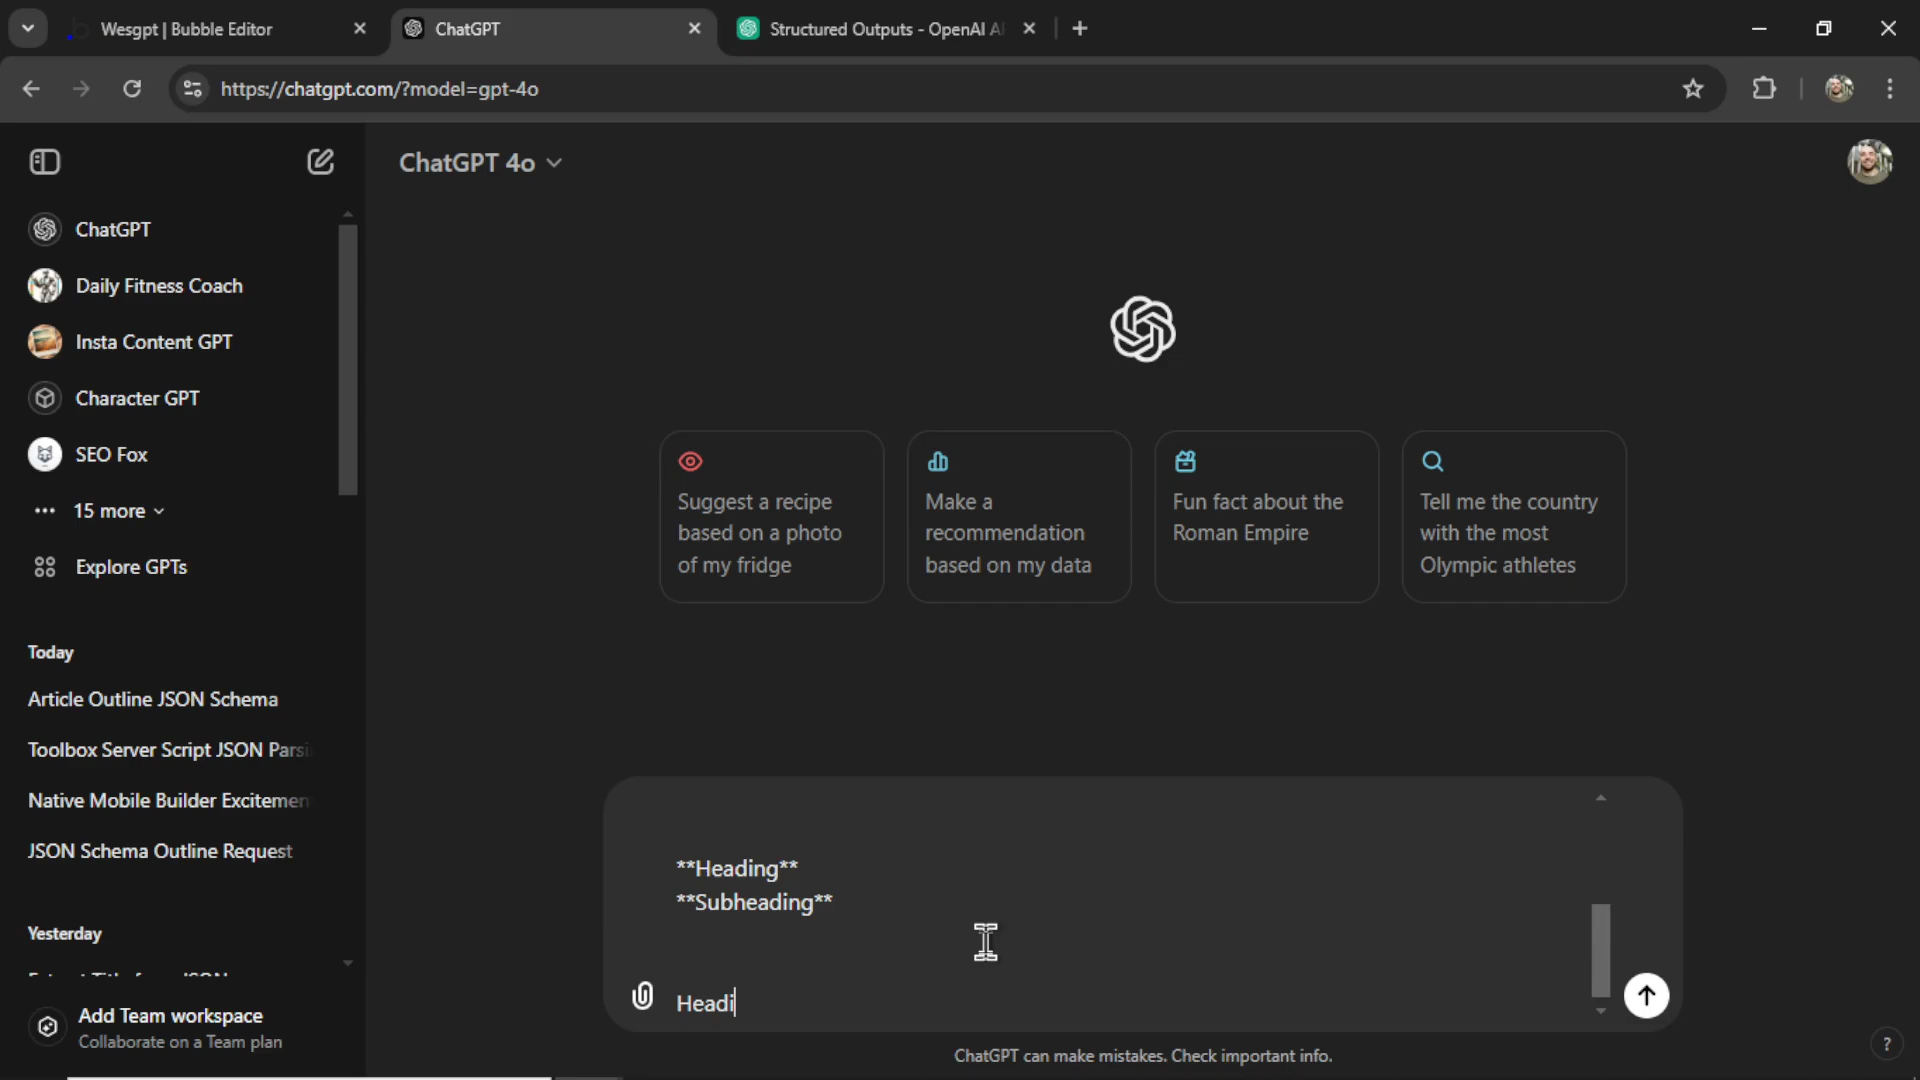 Wesgpt | Bubble Editor
ChatGPT
Structured Outputs - OpenAI A
https://chatgpt.com/?model=gpt-4o
ChatGPT 4o
ChatGPT
Daily Fitness Coach
Insta Content GPT
Character GPT
SEO Fox
15 more
Explore GPTs
Today
Article Outline JSON Schema
Toolbox Server Script JSON Parsi
Native Mobile Builder Excitemen
JSON Schema Outline Request
Yesterday
Add Team workspace
Collaborate on a Team plan
Suggest a recipe
based on a photo
of my fridge
Make a
recommendation
based on my data
Fun fact about the
Roman Empire
Tell me the country
with the most
Olympic athletes
**Heading**
**Subheading**
Headi
ChatGPT can make mistakes. Check important info.
?